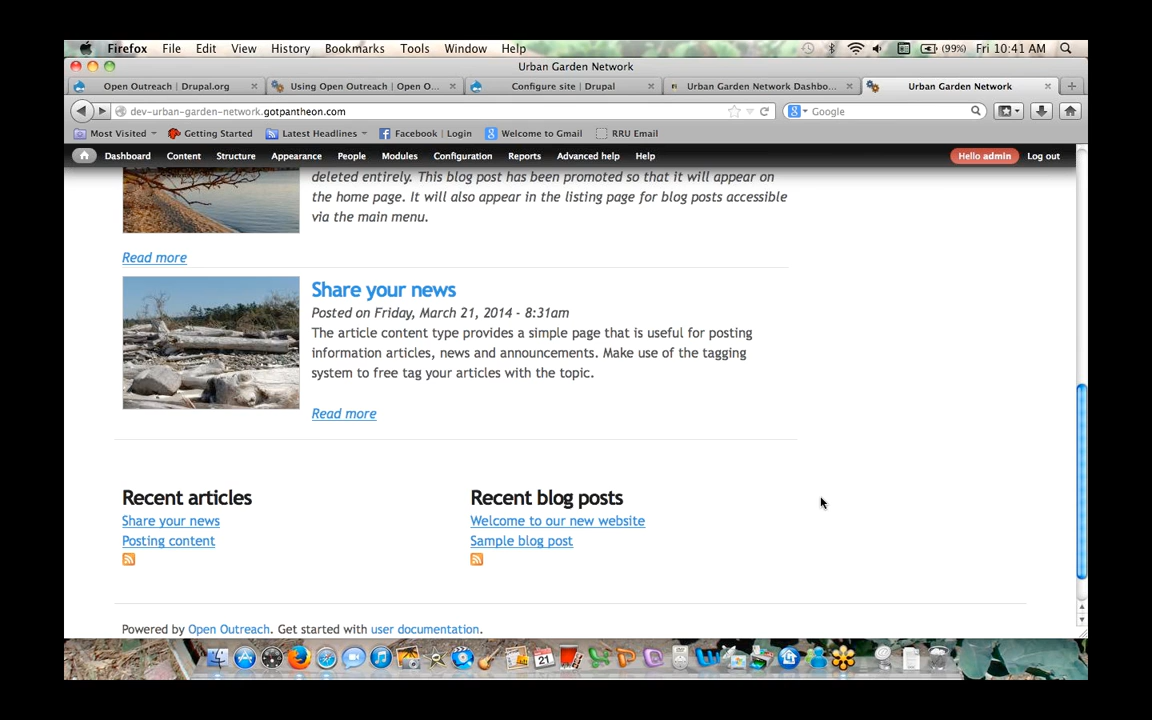 Firefox File Edit View History Bookmarks Tools Window Help (99%) Fri 10:41 AM
Urban Garden Network
Open Outreach | Drupal.org Using Open Outreach | Open O... Configure site | Drupal Urban Garden Network Dashbo... Urban Garden Network
dev-urban-garden-network.gotpantheon.com Google
Most Visited Getting Started Latest Headlines Facebook | Login Welcome to Gmail RRU Email
Dashboard Content Structure Appearance People Modules Configuration Reports Advanced help Help Hello admin Log out
deleted entirely. This blog post has been promoted so that it will appear on
the home page. It will also appear in the listing page for blog posts accessible
via the main menu.
Read more
Share your news
Posted on Friday, March 21, 2014 - 8:31am
The article content type provides a simple page that is useful for posting
information articles, news and announcements. Make use of the tagging
system to free tag your articles with the topic.
Read more
Recent articles
Share your news
Posting content
Recent blog posts
Welcome to our new website
Sample blog post
Powered by Open Outreach. Get started with user documentation.
21